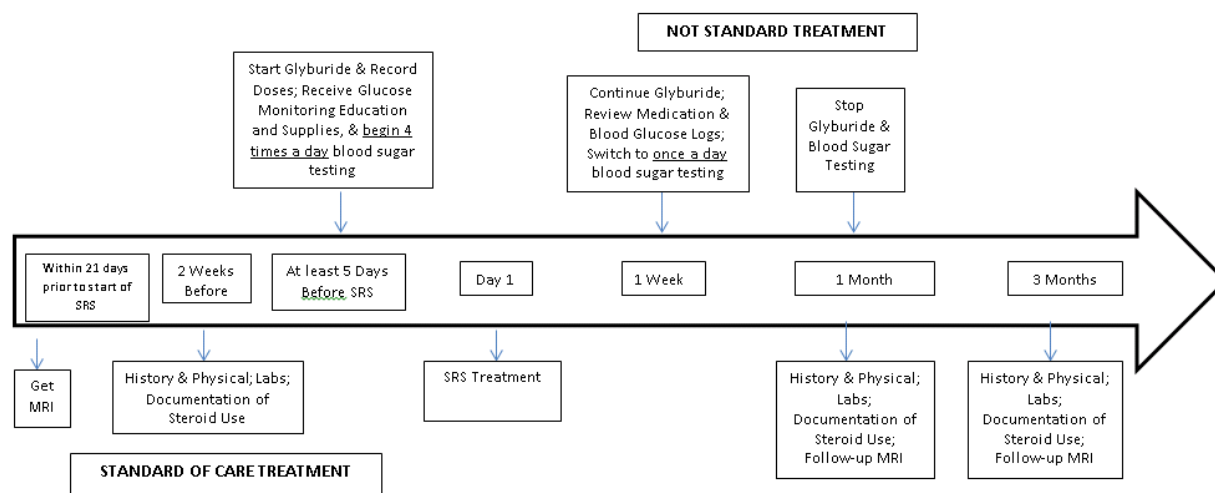 NOT STANDARD TREATMENT
Start Glyburide & Record
Doses; Receive Glucose
Monitoring Education
and Supplies, & begin 4
times a day blood sugar
testing
Continue Glyburide;
Review Medication &
Blood Glucose Logs;
Switch to once a day
blood sugar testing
Stop
Glyburide &
Blood Sugar
Testing
Within 21 days
prior to start of
SRS
2 Weeks
Before
At least 5 Days
Before SRS
Day 1
1 Week
1 Month
3 Months
Get
MRI
History & Physical; Labs;
Documentation of
Steroid Use
SRS Treatment
History & Physical;
Labs;
Documentation of
Steroid Use;
Follow-up MRI
History & Physical;
Labs;
Documentation of
Steroid Use;
Follow-up MRI
STANDARD OF CARE TREATMENT